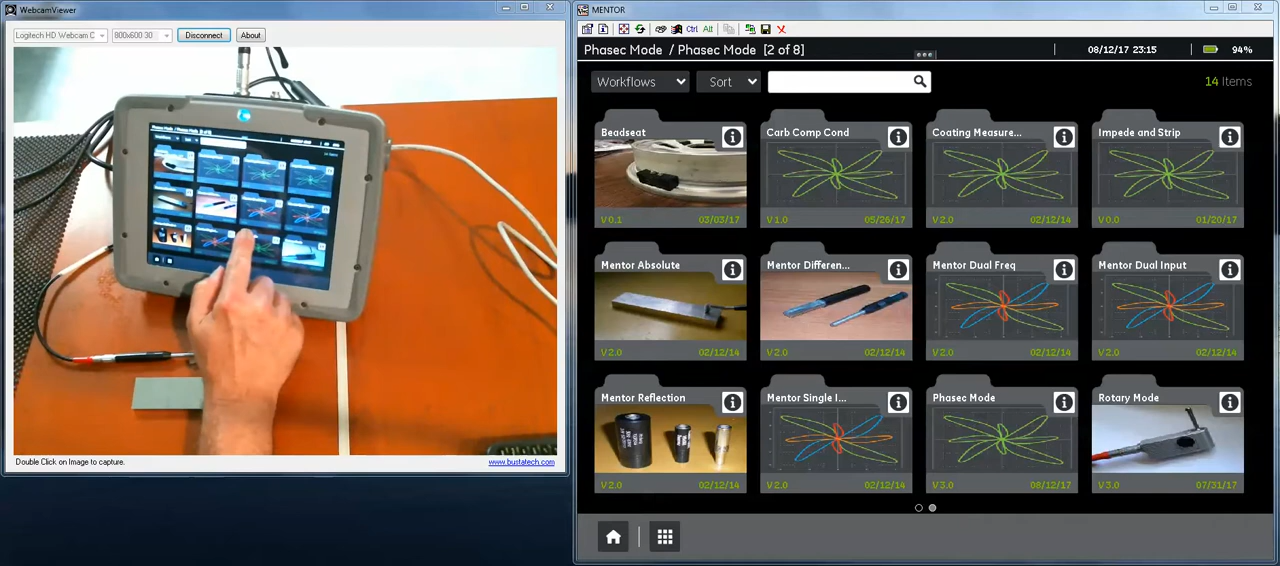 WebcamViewer
Logitech HD Webcam C
800x600 30
Disconnect
About
Double Click on Image to capture.
www.bustatech.com
MENTOR
Ctrl
Alt
Phasec Mode / Phasec Mode [2 of 8]
08/12/17 23:15
94%
Workflows
Sort
14 Items
Beadseat
Carb Comp Cond
Coating Measure...
Impede and Strip
V 0.1
03/03/17
V 1.0
05/26/17
V 2.0
02/12/14
V 0.0
01/20/17
Mentor Absolute
Mentor Differen...
Mentor Dual Freq
Mentor Dual Input
V 2.0
02/12/14
V 2.0
02/12/14
V 2.0
02/12/14
V 2.0
02/12/14
Mentor Reflection
Mentor Single I...
Phasec Mode
Rotary Mode
V 2.0
02/12/14
V 2.0
02/12/14
V 3.0
08/12/17
V 3.0
07/31/17